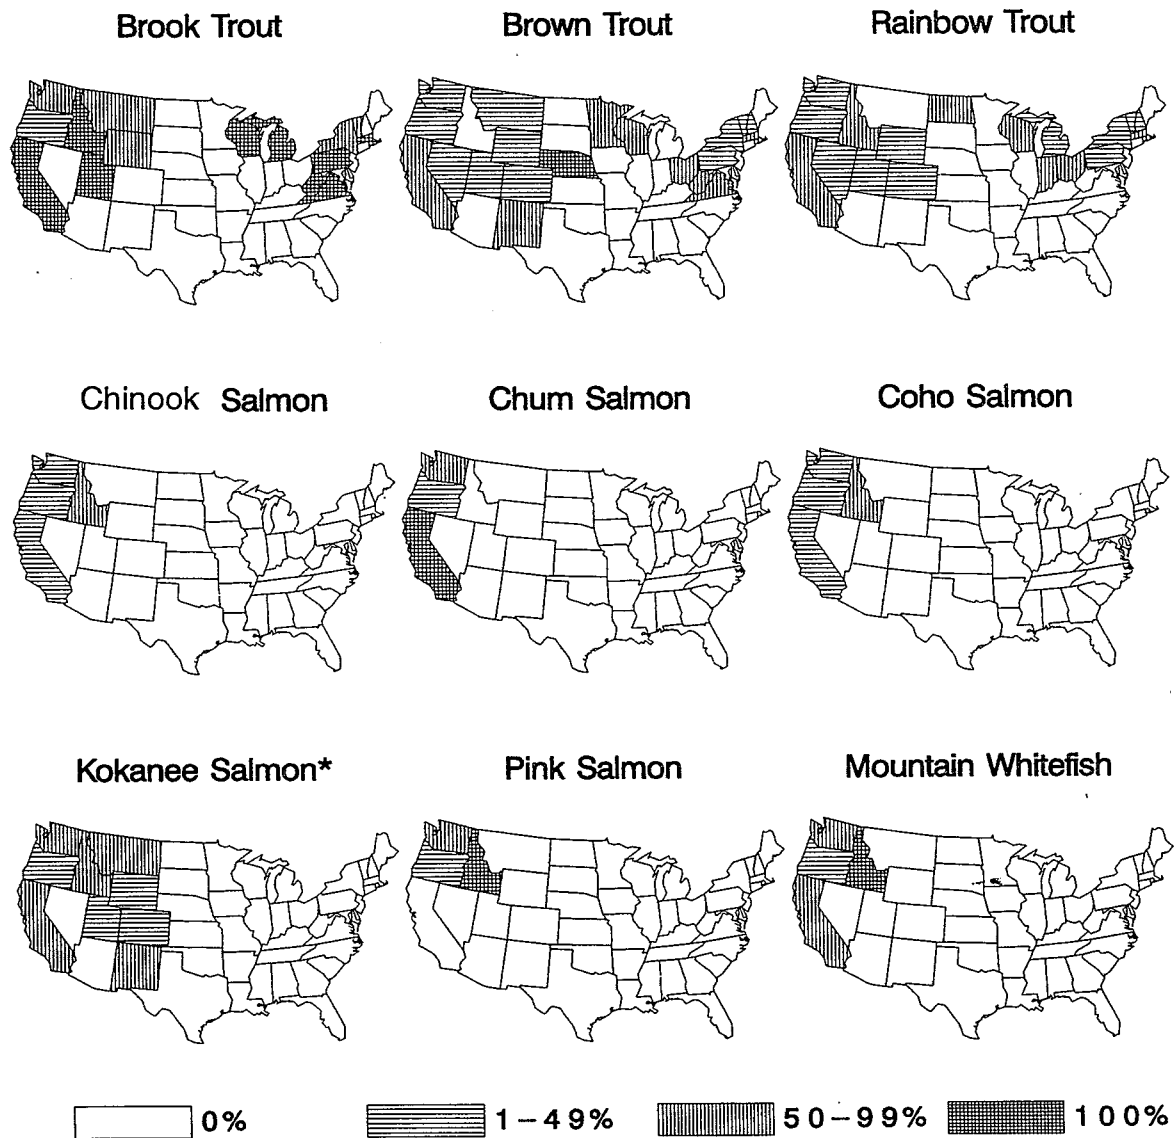 Brook Trout Brown Trout Rainbow Trout
Chinook Salmon Chum Salmon Coho Salmon
Kokanee Salmon* Pink Salmon Mountain Whitefish
0% 1-49% 50-99% 100%